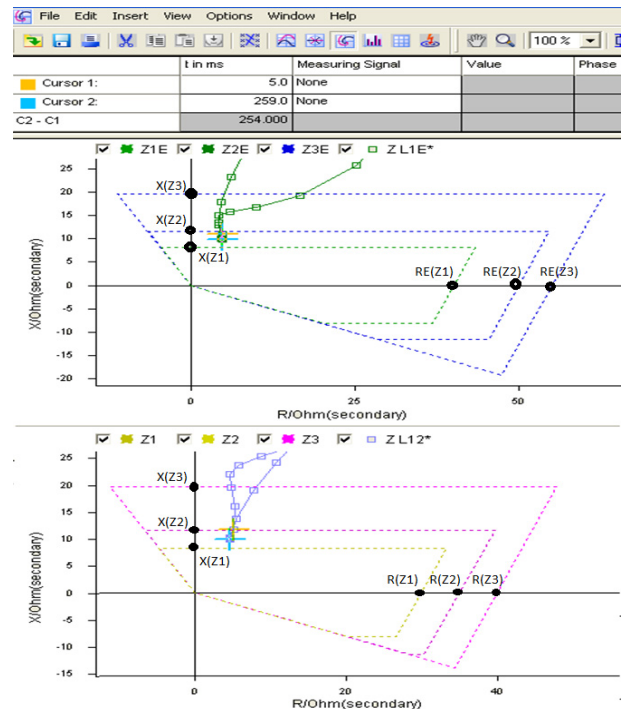 File Edit Insert View Options Window Help
100 %
t in ms Measuring Signal Value Phase
Cursor 1: 5.0 None
Cursor 2: 259.0 None
C2 - C1 254.000
Z1E Z2E Z3E Z L1E*
25
20
15
10
5
0
-5
-10
-15
-20
X(Z3)
X(Z2)
X(Z1)
RE(Z1) RE(Z2) RE(Z3)
X/Ohm(secondary)
0 25 50
R/Ohm(secondary)
Z1 Z2 Z3 Z L12*
25
20
15
10
5
0
-5
-10
-15
X(Z3)
X(Z2)
X(Z1)
R(Z1) R(Z2) R(Z3)
X/Ohm(secondary)
0 20 40
R/Ohm(secondary)